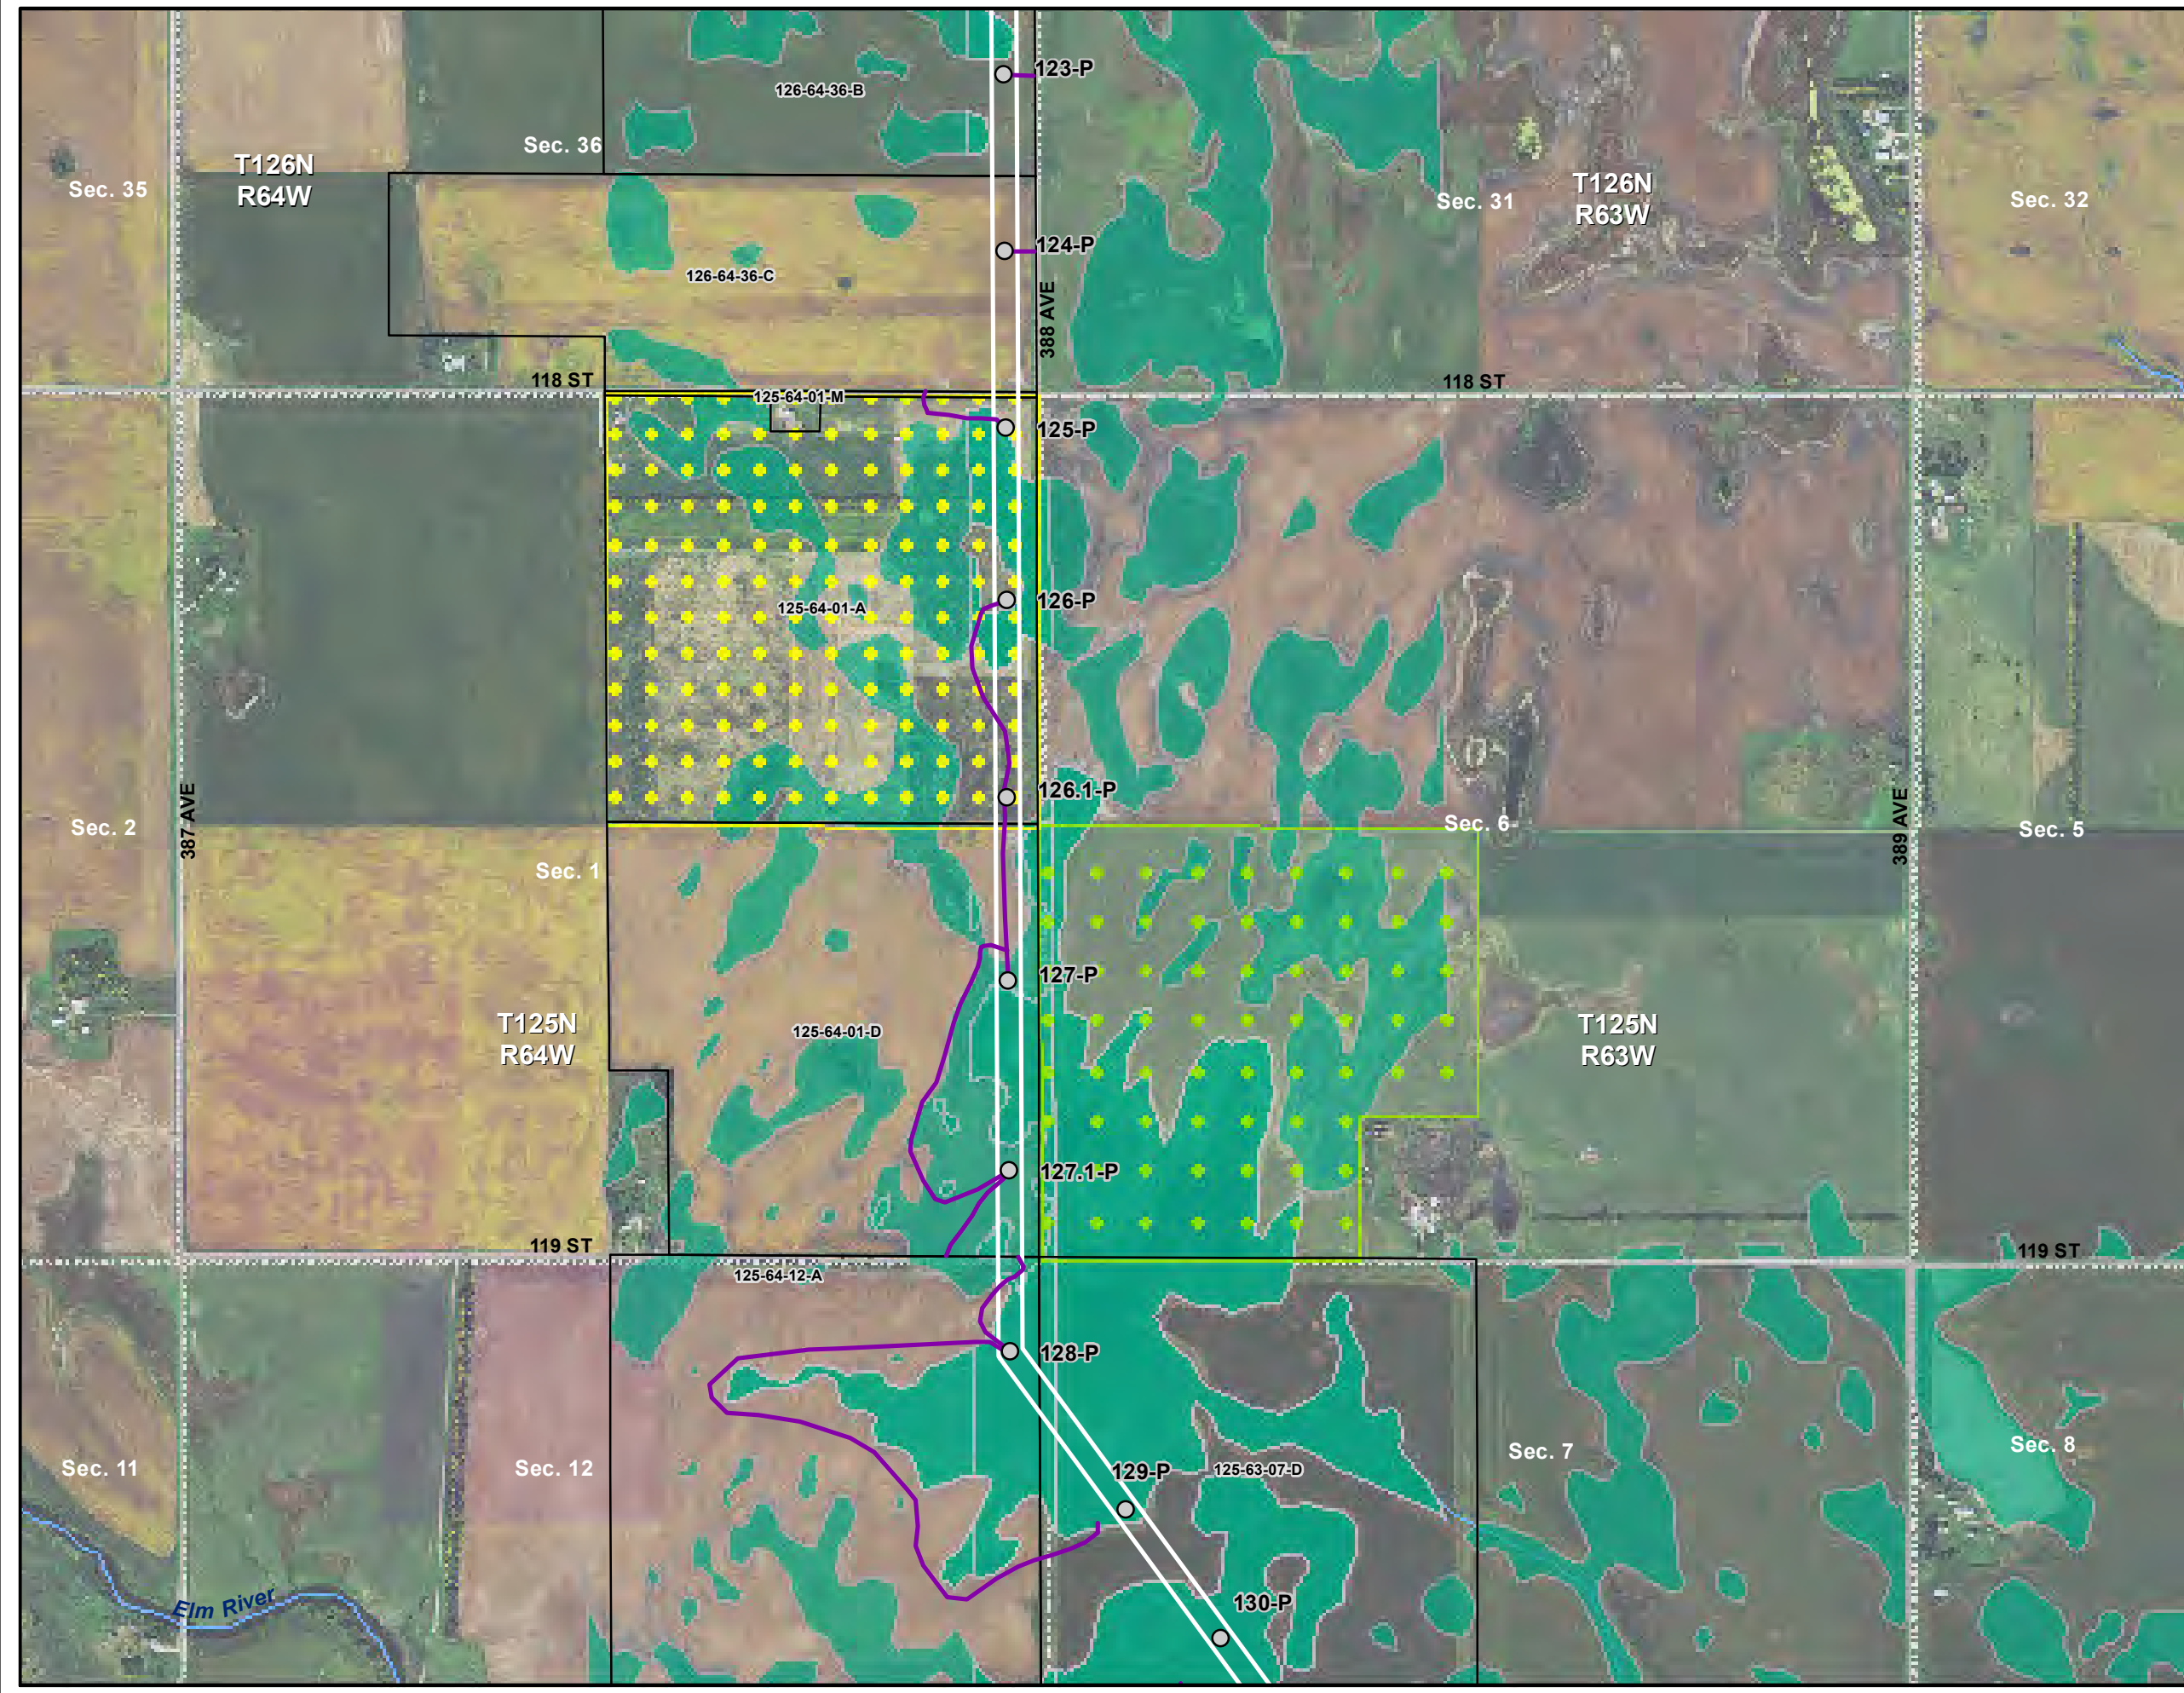 123-P
126-64-36-B
Sec. 36
T126N
R64W
Sec. 35
T126N
R63W
Sec. 31
Sec. 32
124-P
126-64-36-C
388 AVE
118 ST
118 ST
125-64-01-M
125-P
126-P
125-64-01-A
126.1-P
387 AVE
389 AVE
Sec. 2
Sec. 6
Sec. 5
Sec. 1
127-P
T125N
R64W
125-64-01-D
T125N
R63W
127.1-P
119 ST
119 ST
125-64-12-A
128-P
Sec. 11
Sec. 12
129-P
125-63-07-D
Sec. 7
Sec. 8
Elm River
130-P